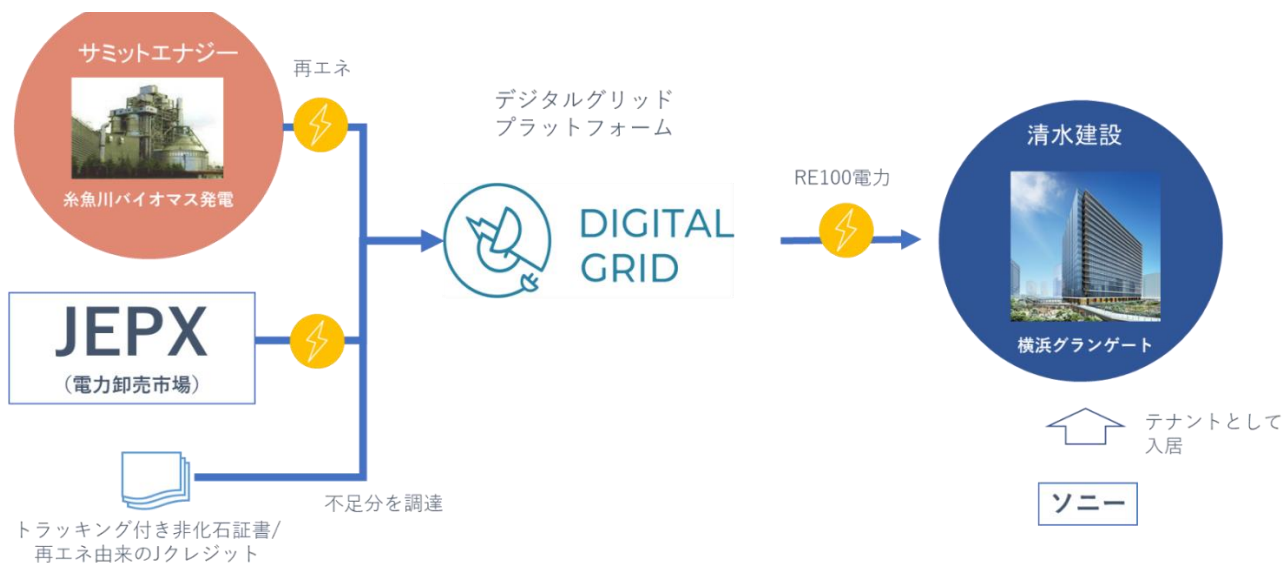 サミットエナジー
糸魚川バイオマス発電
再エネ
JEPX
(電力卸売市場)
トラッキング付き非化石証書/
再エネ由来のJクレジット
不足分を調達
デジタルグリッド
プラットフォーム
DIGITAL
GRID
RE100電力
清水建設
横浜グランゲート
テナントとして
入居
ソニー